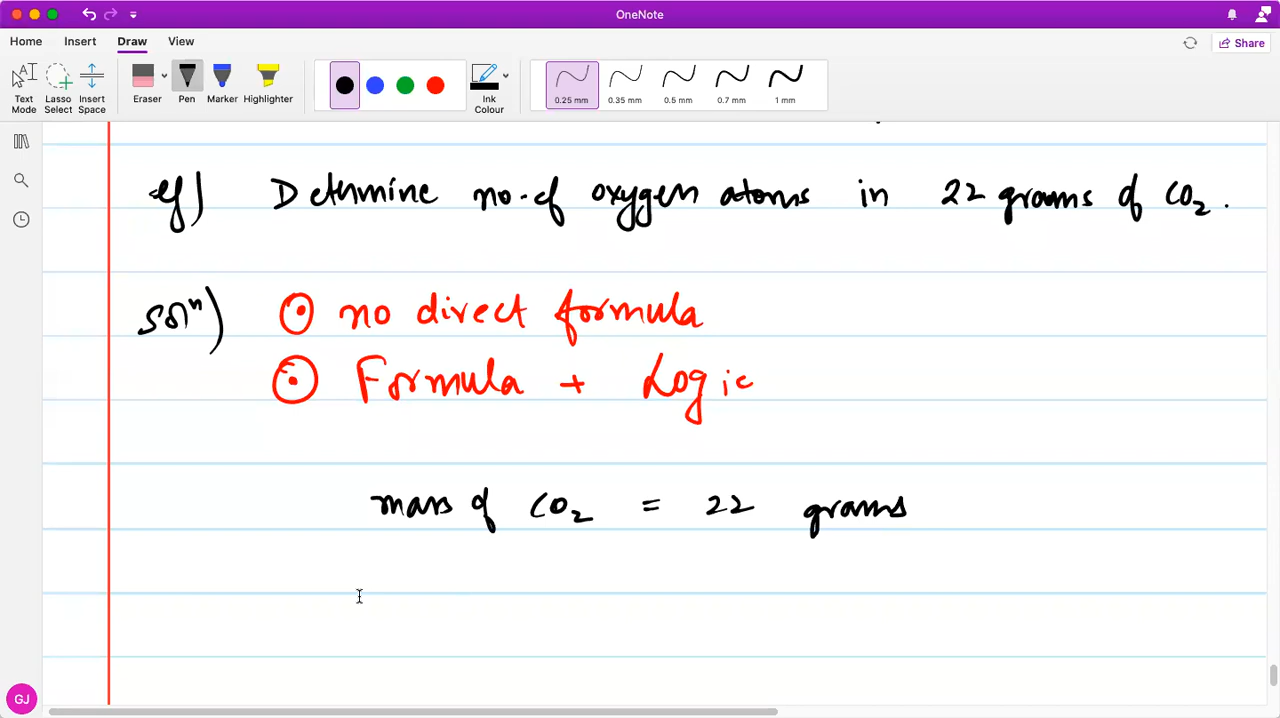 OneNote
Home Insert Draw View
Share
Text Mode Lasso Select Insert Space Eraser Pen Marker Highlighter Ink Colour 0.25 mm 0.35 mm 0.5 mm 0.7 mm 1 mm
eg) Determine no. of oxygen atoms in 22 grams of CO₂.
solⁿ) ⊙ no direct formula
⊙ Formula + Logic
mass of CO₂ = 22 grams
GJ